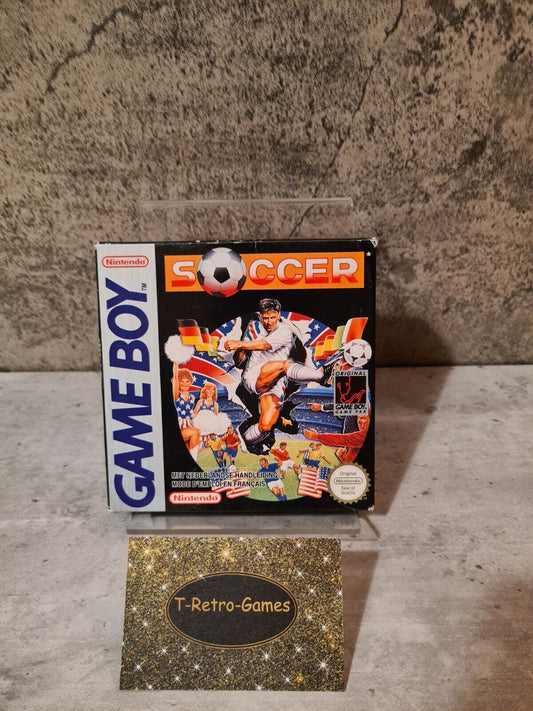 Nintendo
GAME BOY
TM
SOCCER
ORIGINAL
GAME BOY
GAME PAK
MET NEDERLANDSE HANDLEIDING
MODE D'EMPLOI EN FRANÇAIS
Nintendo
Original
Nintendo
Seal of
Quality
T-Retro-Games